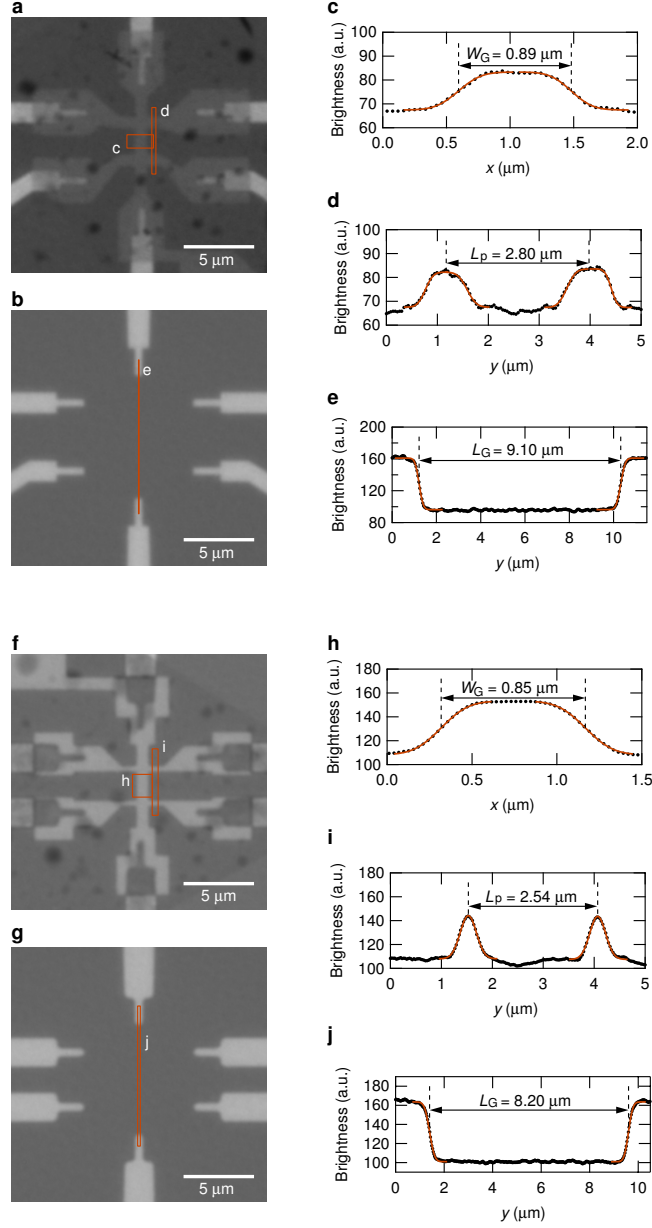 a
d
c
5 μm
b
e
5 μm
c
Brightness (a.u.)
100
90
80
70
60
W_G = 0.89 μm
0.0 0.5 1.0 1.5 2.0
x (μm)
d
Brightness (a.u.)
100
90
80
70
60
L_p = 2.80 μm
0 1 2 3 4 5
y (μm)
e
Brightness (a.u.)
200
160
120
80
L_G = 9.10 μm
0 2 4 6 8 10
y (μm)
f
i
h
5 μm
g
j
5 μm
h
Brightness (a.u.)
180
160
140
120
100
W_G = 0.85 μm
0.0 0.5 1.0 1.5
x (μm)
i
Brightness (a.u.)
180
160
140
120
100
L_p = 2.54 μm
0 1 2 3 4 5
y (μm)
j
Brightness (a.u.)
180
160
140
120
100
L_G = 8.20 μm
0 2 4 6 8 10
y (μm)